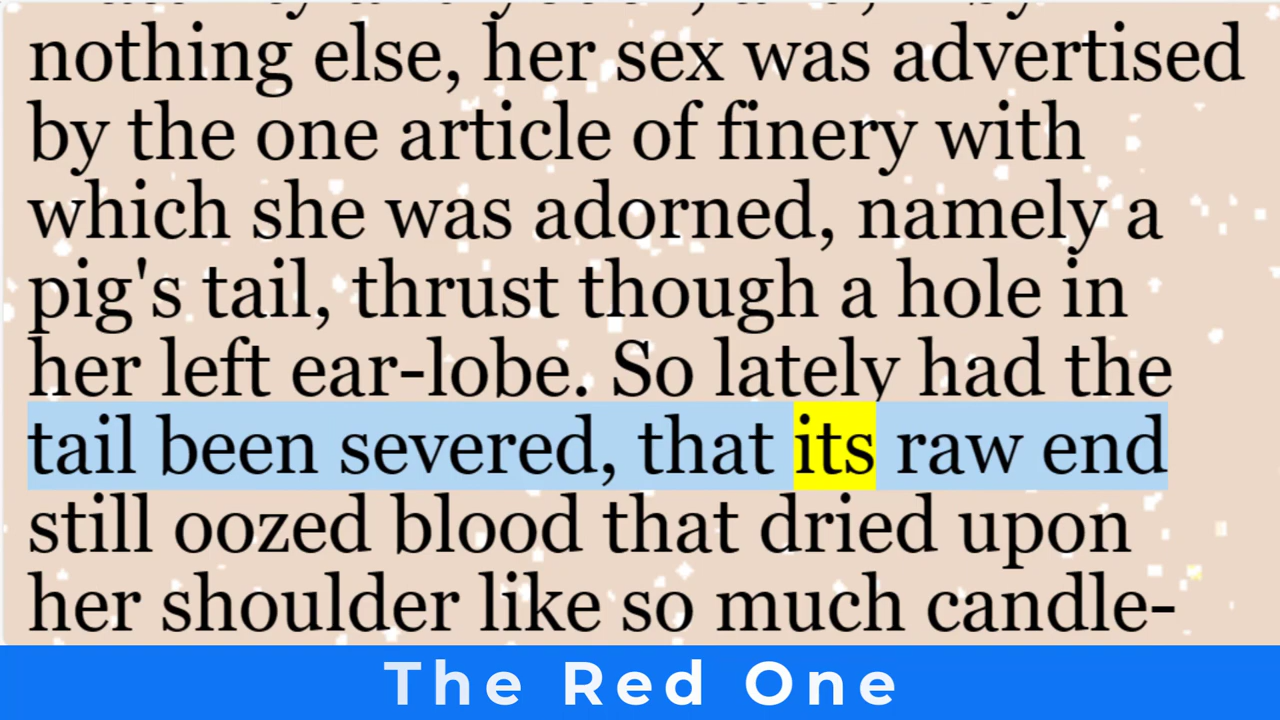 nothing else, her sex was advertised
by the one article of finery with
which she was adorned, namely a
pig's tail, thrust though a hole in
her left ear-lobe. So lately had the
tail been severed, that its raw end
still oozed blood that dried upon
her shoulder like so much candle-
The Red One